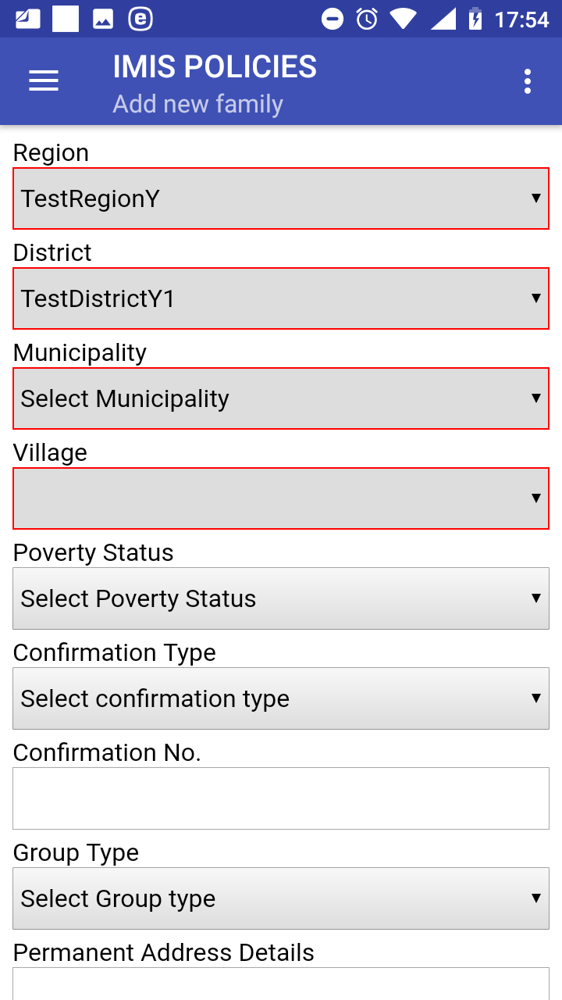 17:54
IMIS POLICIES
Add new family
Region
TestRegionY
District
TestDistrictY1
Municipality
Select Municipality
Village
Poverty Status
Select Poverty Status
Confirmation Type
Select confirmation type
Confirmation No.
Group Type
Select Group type
Permanent Address Details